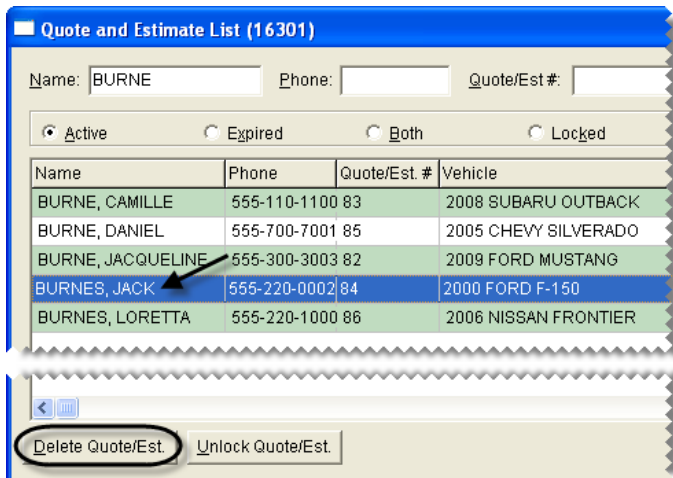 Quote and Estimate List (16301)
Name: BURNE Phone: Quote/Est #:
Active Expired Both Locked
Name Phone Quote/Est. # Vehicle
BURNE, CAMILLE 555-110-1100 83 2008 SUBARU OUTBACK
BURNE, DANIEL 555-700-7001 85 2005 CHEVY SILVERADO
BURNE, JACQUELINE 555-300-3003 82 2009 FORD MUSTANG
BURNES, JACK 555-220-0002 84 2000 FORD F-150
BURNES, LORETTA 555-220-1000 86 2006 NISSAN FRONTIER
Delete Quote/Est. Unlock Quote/Est.